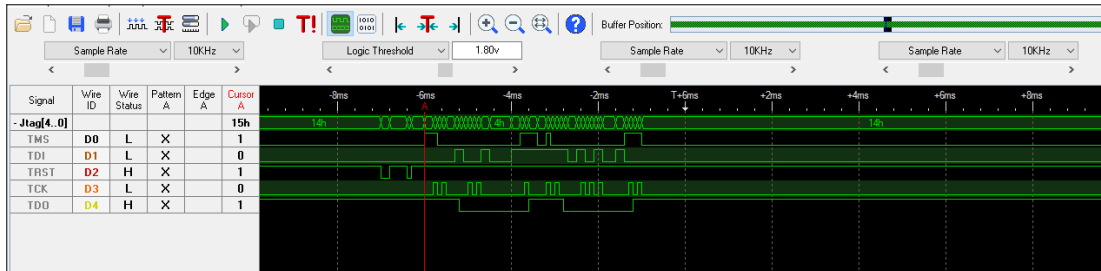 T! 1010 0101 ? Buffer Position:
Sample Rate 10KHz Logic Threshold 1.80v Sample Rate 10KHz Sample Rate 10KHz
Signal Wire ID Wire Status Pattern A Edge A Cursor A -8ms -6ms -4ms -2ms T+6ms +2ms +4ms +6ms +8ms
A
- Jtag[4..0] 15h 14h 4h 14h
TMS D0 L X 1
TDI D1 L X 0
TRST D2 H X 1
TCK D3 L X 0
TDO D4 H X 1